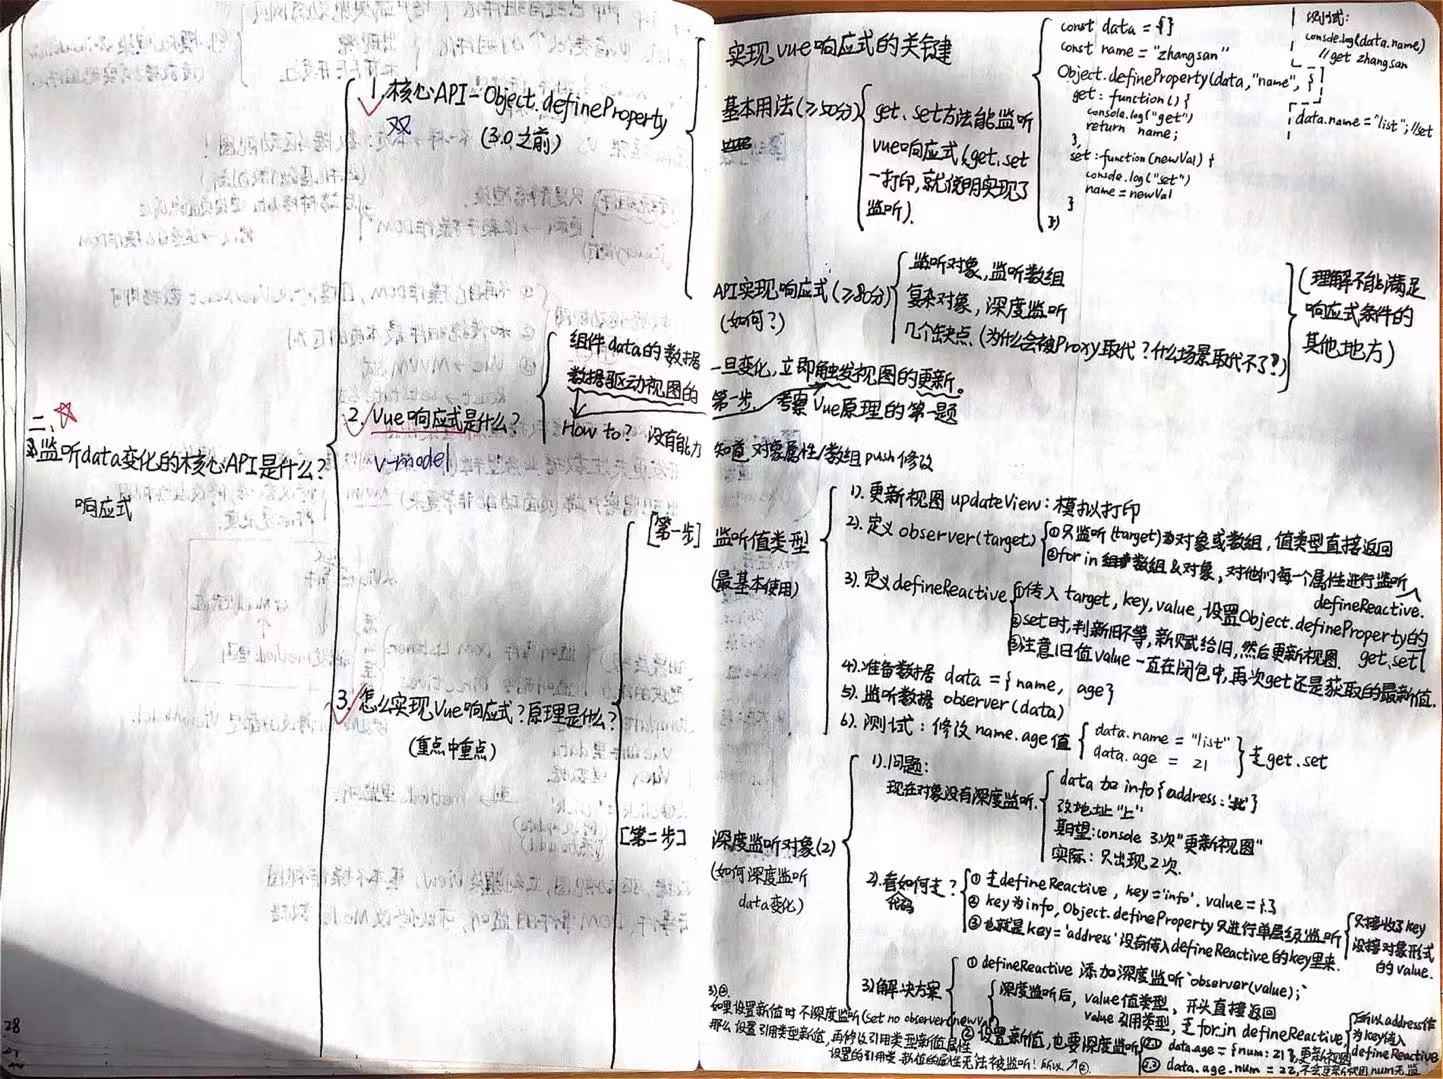 二、
监听data变化的核心API是什么?
响应式
1. 核心API-Object.defineProperty
双
(3.0之前)
实现vue响应式的关键
基本用法(≥50分)
get、set方法能监听
vue响应式(get、set
一打印,就说明实现了
监听).
const data = {}
const name = "zhangsan"
Object.defineProperty(data,"name",{
get: function(){
console.log("get")
return name;
},
set: function(newVal){
console.log("set")
name = newVal
}
})
测试:
console.log(data.name)
//get zhangsan
data.name="list"; //set
API实现响应式(≥80分)
(如何?)
监听对象,监听数组
复杂对象,深度监听
几个缺点(为什么会被Proxy取代?什么场景取代不了?)
(理解不能满足
响应式条件的
其他地方)
2. Vue响应式是什么?
v-model
组件data的数据一旦变化,立即触发视图的更新。
数据驱动视图的第一步. 考察Vue原理的第一题
How to? 没有能力知道对象属性/数组push修改
3. 怎么实现Vue响应式?原理是什么?
(重点中重点)
[第一步] 监听值类型
(最基本使用)
1). 更新视图 updateView: 模拟打印
2). 定义 observer(target)
①只监听(target)为对象或数组,值类型直接返回
②for in 数组&对象,对他们每个属性进行监听
defineReactive.
3). 定义defineReactive
①传入 target, key, value, 设置Object.defineProperty的
get.set
②set时,判新旧不等,新赋给旧,然后更新视图.
③注意旧值value一直在闭包中,再次get还是获取的最新值.
4). 准备数据 data = {name, age}
5). 监听数据 observer(data)
6). 测试: 修改name.age值
data.name = "list"
data.age = 21
走get.set
[第二步] 深度监听对象(2)
(如何深度监听
data变化)
1). 问题:
现在对象没有深度监听.
data加info{address:'北'}
改地址"上"
期望:console 3次"更新视图"
实际: 只出现2次.
2). 看如何走?
代码
① 走defineReactive, key='info'. value={.}
② key为info, Object.defineProperty只进行单层级监听
③ 也就是key='address'没有传入defineReactive的key里来.
只接收了key
没接对象形式
的value.
3) 解决方案
① defineReactive 添加深度监听`observer(value);`
深度监听后, value值类型, 开头直接返回
value引用类型, 走for.in defineReactive
所以address作
为key传入
defineReactive
② 设置新值,也要深度监听
data.age = {num: 21},更新视图
data.age.num = 22,
3)②.
如果设置新值时不深度监听(set no observer(newVal)
那么设置引用类型新值,再修改引用类型新值属性
设置的引用类型新值的属性无法被监听!
28